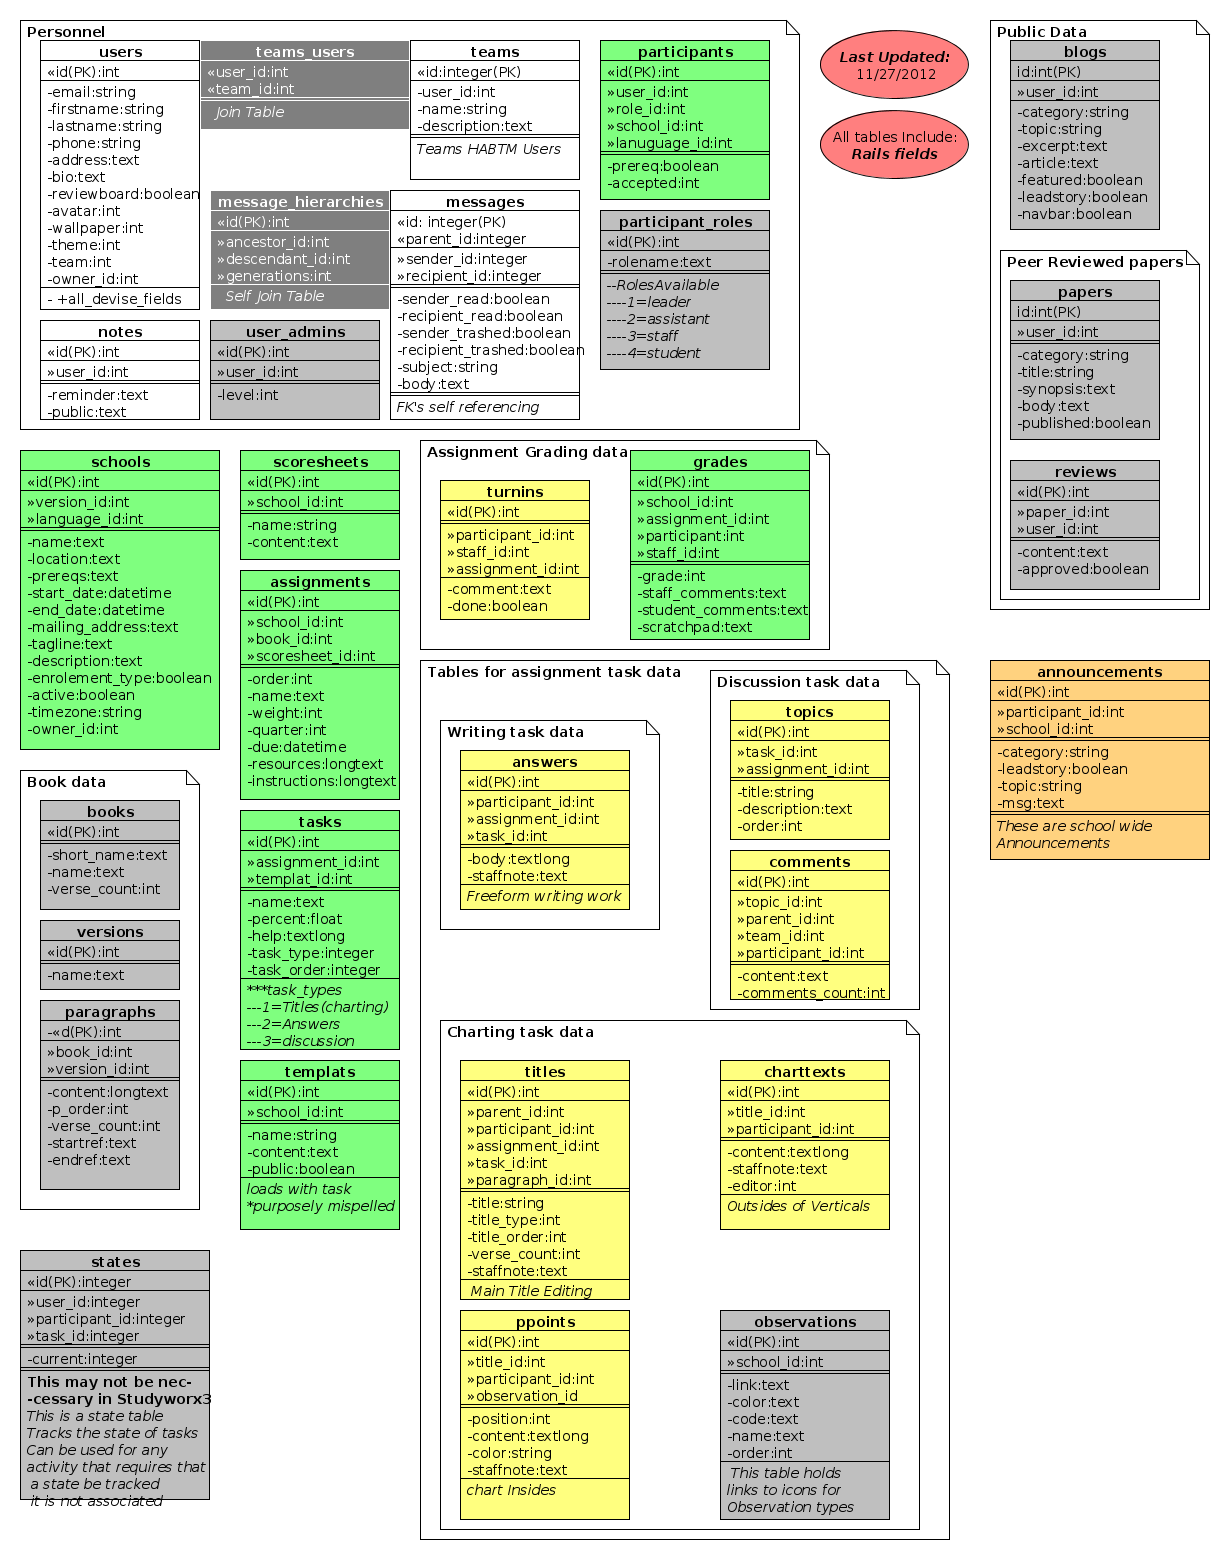 Personnel
users
«id(PK):int
-email:string
-firstname:string
-lastname:string
-phone:string
-address:text
-bio:text
-reviewboard:boolean
-avatar:int
-wallpaper:int
-theme:int
-team:int
-owner_id:int
- +all_devise_fields
teams_users
«user_id:int
«team_id:int
Join Table
teams
«id:integer(PK)
-user_id:int
-name:string
-description:text
Teams HABTM Users
participants
«id(PK):int
»user_id:int
»role_id:int
»school_id:int
»lanuguage_id:int
-prereq:boolean
-accepted:int
message_hierarchies
«id(PK):int
»ancestor_id:int
»descendant_id:int
»generations:int
Self Join Table
messages
«id: integer(PK)
«parent_id:integer
»sender_id:integer
»recipient_id:integer
-sender_read:boolean
-recipient_read:boolean
-sender_trashed:boolean
-recipient_trashed:boolean
-subject:string
-body:text
FK's self referencing
participant_roles
«id(PK):int
-rolename:text
--RolesAvailable
----1=leader
----2=assistant
----3=staff
----4=student
notes
«id(PK):int
»user_id:int
-reminder:text
-public:text
user_admins
«id(PK):int
»user_id:int
-level:int
Last Updated:
11/27/2012
All tables Include:
Rails fields
Public Data
blogs
id:int(PK)
»user_id:int
-category:string
-topic:string
-excerpt:text
-article:text
-featured:boolean
-leadstory:boolean
-navbar:boolean
Peer Reviewed papers
papers
id:int(PK)
»user_id:int
-category:string
-title:string
-synopsis:text
-body:text
-published:boolean
reviews
«id(PK):int
»paper_id:int
»user_id:int
-content:text
-approved:boolean
schools
«id(PK):int
»version_id:int
»language_id:int
-name:text
-location:text
-prereqs:text
-start_date:datetime
-end_date:datetime
-mailing_address:text
-tagline:text
-description:text
-enrolement_type:boolean
-active:boolean
-timezone:string
-owner_id:int
scoresheets
«id(PK):int
»school_id:int
-name:string
-content:text
assignments
«id(PK):int
»school_id:int
»book_id:int
»scoresheet_id:int
-order:int
-name:text
-weight:int
-quarter:int
-due:datetime
-resources:longtext
-instructions:longtext
Assignment Grading data
turnins
«id(PK):int
»participant_id:int
»staff_id:int
»assignment_id:int
-comment:text
-done:boolean
grades
«id(PK):int
»school_id:int
»assignment_id:int
»participant:int
»staff_id:int
-grade:int
-staff_comments:text
-student_comments:text
-scratchpad:text
Book data
books
«id(PK):int
-short_name:text
-name:text
-verse_count:int
versions
«id(PK):int
-name:text
paragraphs
-«d(PK):int
»book_id:int
»version_id:int
-content:longtext
-p_order:int
-verse_count:int
-startref:text
-endref:text
tasks
«id(PK):int
»assignment_id:int
»templat_id:int
-name:text
-percent:float
-help:textlong
-task_type:integer
-task_order:integer
***task_types
---1=Titles(charting)
---2=Answers
---3=discussion
templats
«id(PK):int
»school_id:int
-name:string
-content:text
-public:boolean
loads with task
*purposely mispelled
Tables for assignment task data
Writing task data
answers
«id(PK):int
»participant_id:int
»assignment_id:int
»task_id:int
-body:textlong
-staffnote:text
Freeform writing work
Discussion task data
topics
«id(PK):int
»task_id:int
»assignment_id:int
-title:string
-description:text
-order:int
comments
«id(PK):int
»topic_id:int
»parent_id:int
»team_id:int
»participant_id:int
-content:text
-comments_count:int
announcements
«id(PK):int
»participant_id:int
»school_id:int
-category:string
-leadstory:boolean
-topic:string
-msg:text
These are school wide
Announcements
Charting task data
titles
«id(PK):int
»parent_id:int
»participant_id:int
»assignment_id:int
»task_id:int
»paragraph_id:int
-title:string
-title_type:int
-title_order:int
-verse_count:int
-staffnote:text
Main Title Editing
charttexts
«id(PK):int
»title_id:int
»participant_id:int
-content:textlong
-staffnote:text
-editor:int
Outsides of Verticals
ppoints
«id(PK):int
»title_id:int
»participant_id:int
»observation_id
-position:int
-content:textlong
-color:string
-staffnote:text
chart Insides
observations
«id(PK):int
»school_id:int
-link:text
-color:text
-code:text
-name:text
-order:int
This table holds
links to icons for
Observation types
states
«id(PK):integer
»user_id:integer
»participant_id:integer
»task_id:integer
-current:integer
This may not be nec-
-cessary in Studyworx3
This is a state table
Tracks the state of tasks
Can be used for any
activity that requires that
a state be tracked
it is not associated